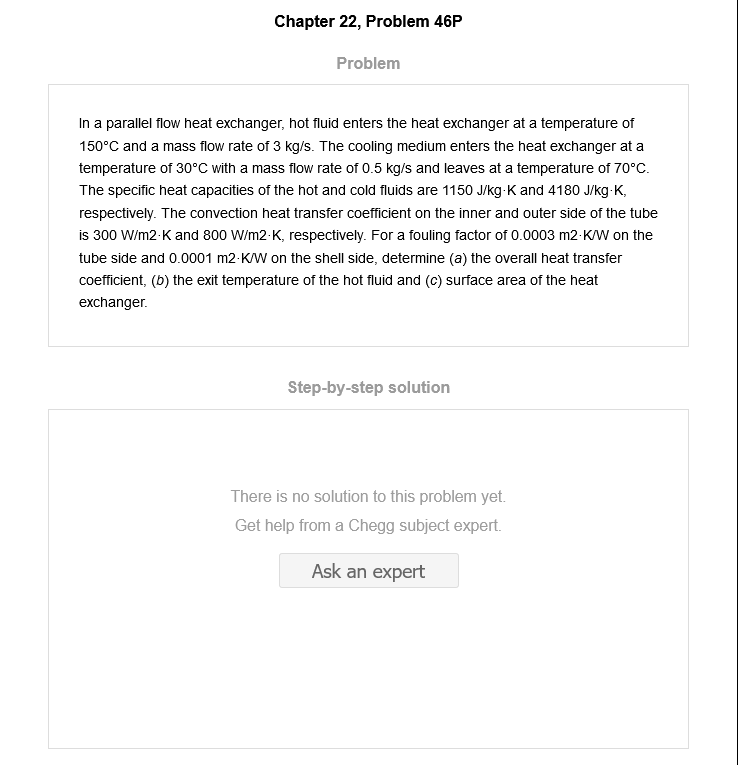 Chapter 22, Problem 46P
Problem
In a parallel flow heat exchanger, hot fluid enters the heat exchanger at a temperature of
150°C and a mass flow rate of 3 kg/s. The cooling medium enters the heat exchanger at a
temperature of 30°C with a mass flow rate of 0.5 kg/s and leaves at a temperature of 70°C.
The specific heat capacities of the hot and cold fluids are 1150 J/kg·K and 4180 J/kg·K,
respectively. The convection heat transfer coefficient on the inner and outer side of the tube
is 300 W/m2·K and 800 W/m2·K, respectively. For a fouling factor of 0.0003 m2·K/W on the
tube side and 0.0001 m2·K/W on the shell side, determine (a) the overall heat transfer
coefficient, (b) the exit temperature of the hot fluid and (c) surface area of the heat
exchanger.
Step-by-step solution
There is no solution to this problem yet.
Get help from a Chegg subject expert.
Ask an expert